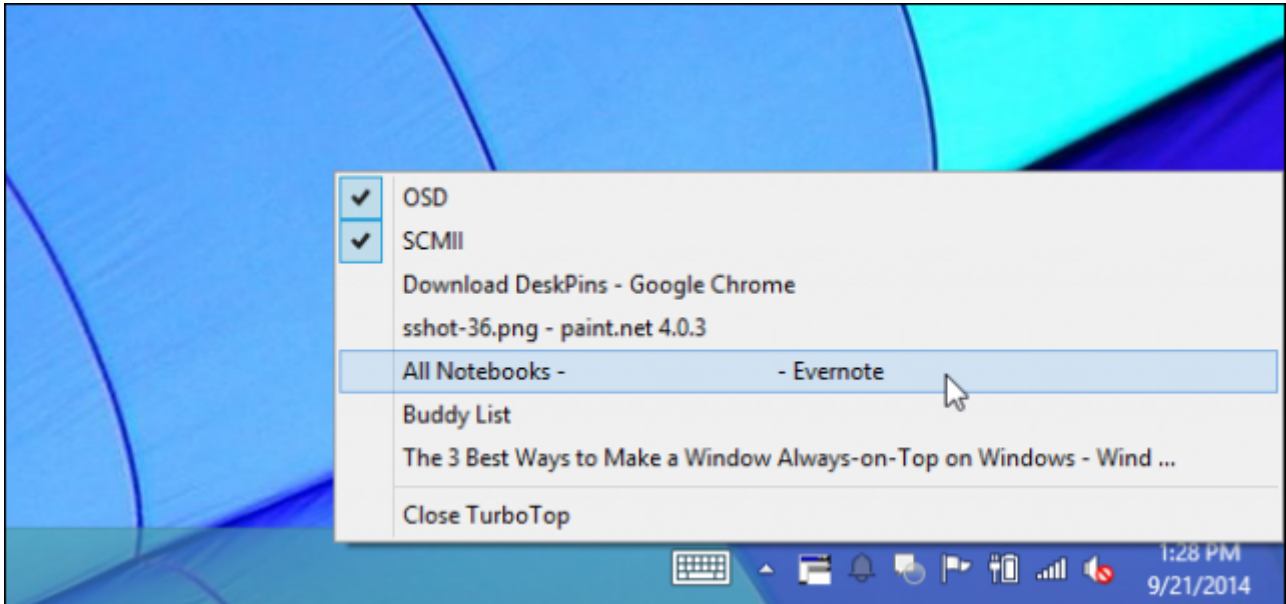 OSD
SCMII
Download DeskPins - Google Chrome
sshot-36.png - paint.net 4.0.3
All Notebooks - - Evernote
Buddy List
The 3 Best Ways to Make a Window Always-on-Top on Windows - Wind ...
Close TurboTop
1:28 PM
9/21/2014